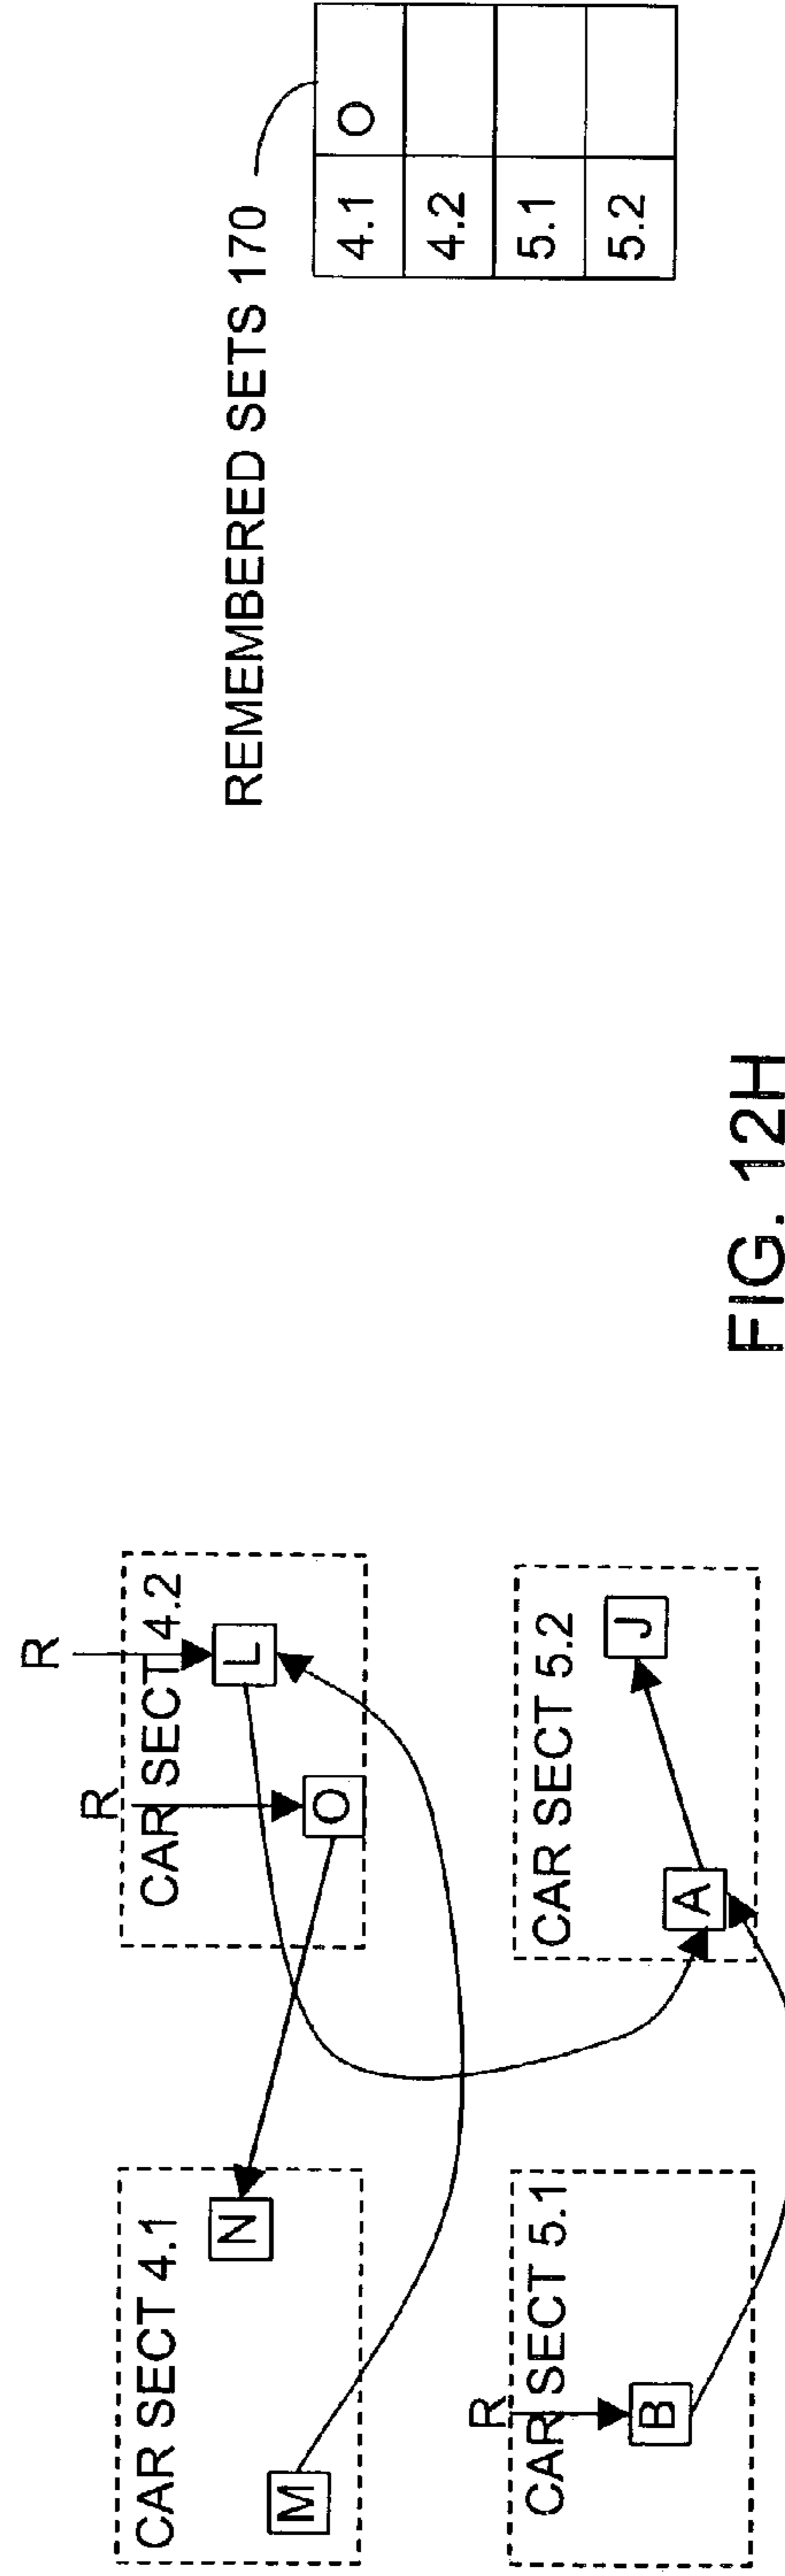 CAR SECT 4.1
M
N
R
R
CAR SECT 4.2
O
L
R
CAR SECT 5.1
B
CAR SECT 5.2
A
J
REMEMBERED SETS 170
4.1 O
4.2
5.1
5.2
FIG. 12H